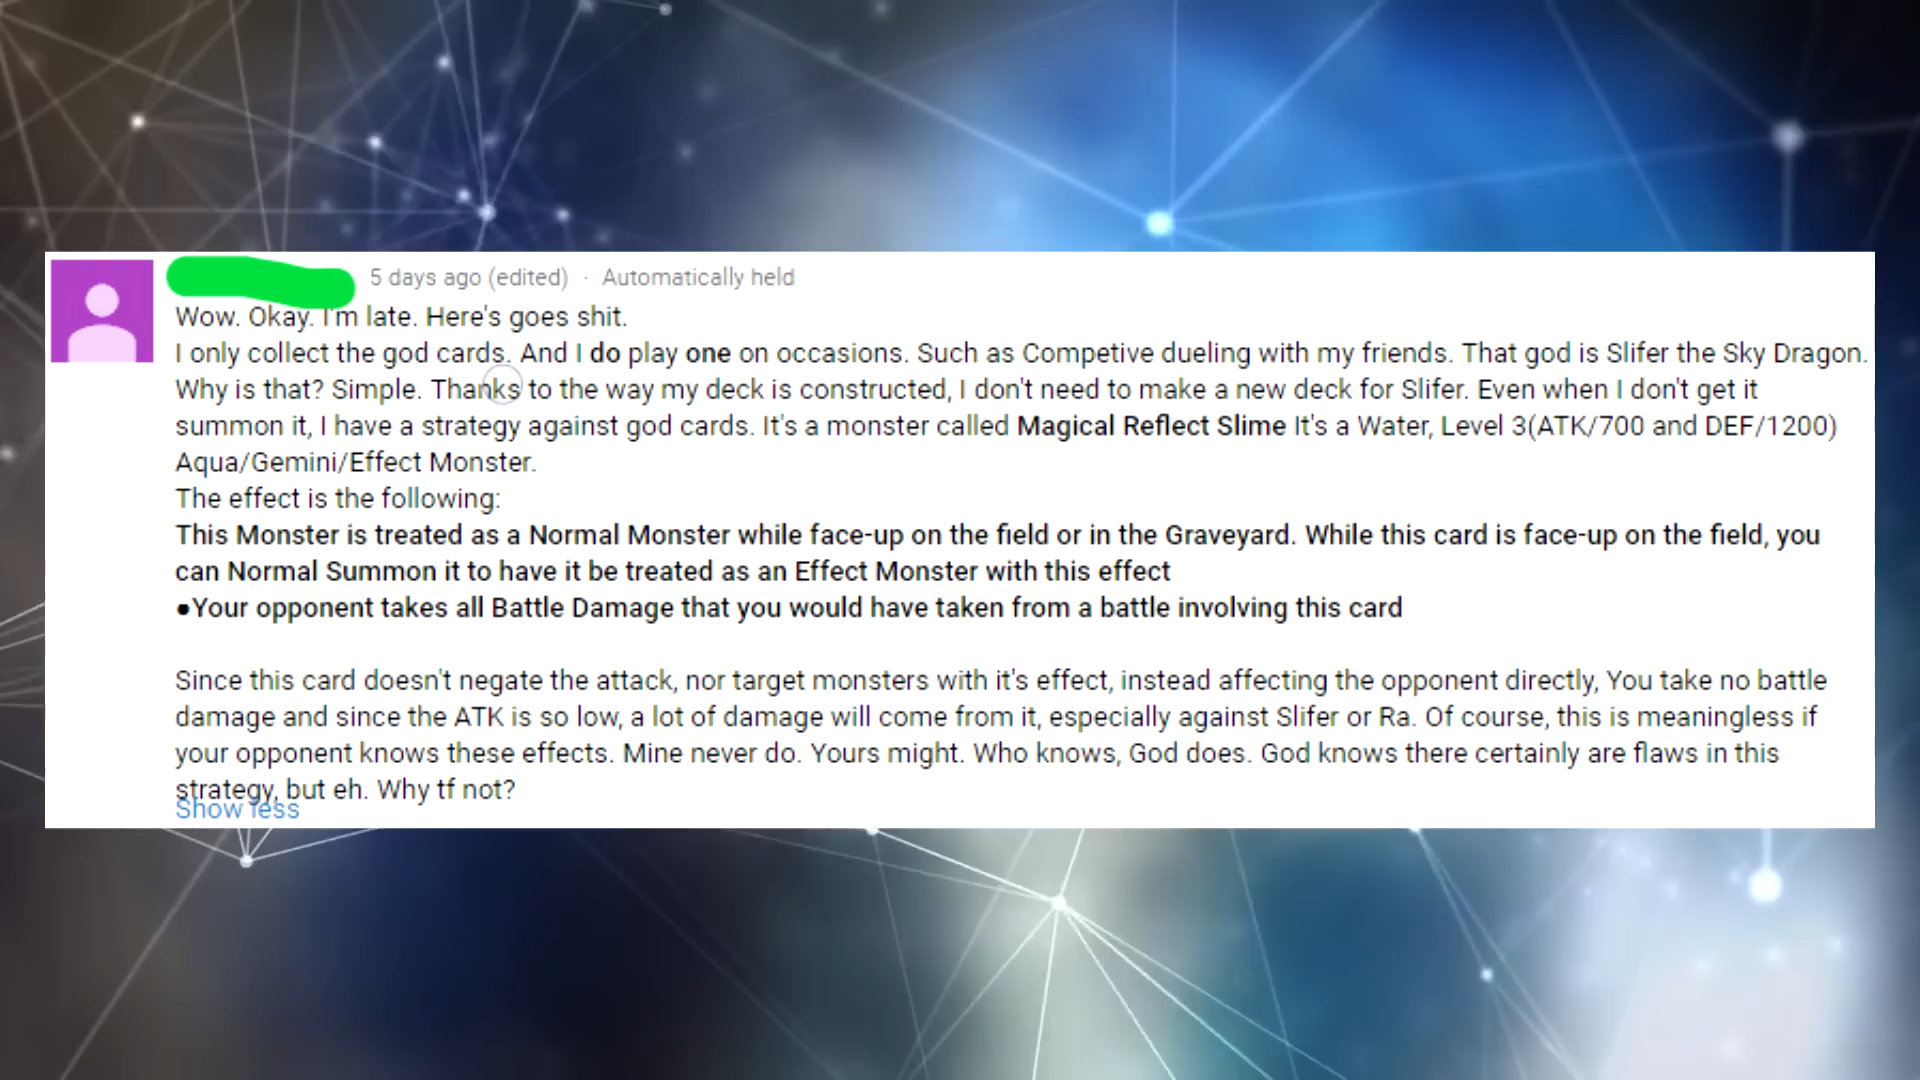 5 days ago (edited) · Automatically held
Wow. Okay. I'm late. Here's goes shit.
I only collect the god cards. And I do play one on occasions. Such as Competive dueling with my friends. That god is Slifer the Sky Dragon.
Why is that? Simple. Thanks to the way my deck is constructed, I don't need to make a new deck for Slifer. Even when I don't get it
summon it, I have a strategy against god cards. It's a monster called Magical Reflect Slime It's a Water, Level 3(ATK/700 and DEF/1200)
Aqua/Gemini/Effect Monster.
The effect is the following:
This Monster is treated as a Normal Monster while face-up on the field or in the Graveyard. While this card is face-up on the field, you
can Normal Summon it to have it be treated as an Effect Monster with this effect
●Your opponent takes all Battle Damage that you would have taken from a battle involving this card
Since this card doesn't negate the attack, nor target monsters with it's effect, instead affecting the opponent directly, You take no battle
damage and since the ATK is so low, a lot of damage will come from it, especially against Slifer or Ra. Of course, this is meaningless if
your opponent knows these effects. Mine never do. Yours might. Who knows, God does. God knows there certainly are flaws in this
strategy, but eh. Why tf not?
Show less